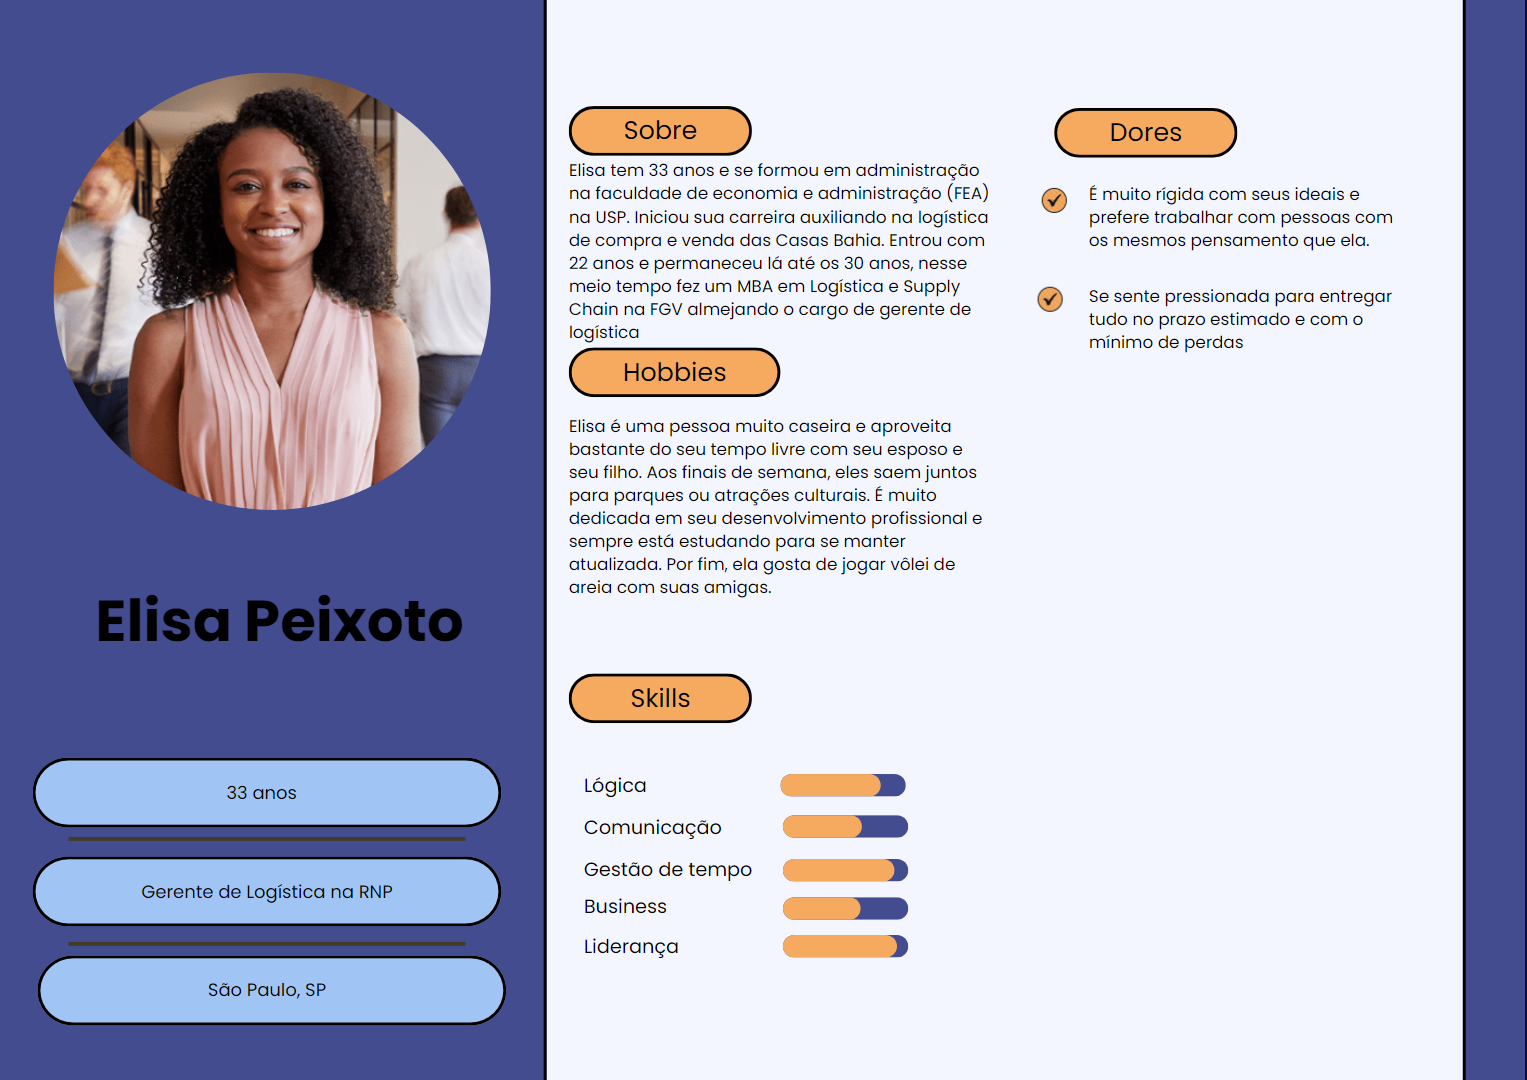 Elisa Peixoto
33 anos
Gerente de Logística na RNP
São Paulo, SP
Sobre
Elisa tem 33 anos e se formou em administração
na faculdade de economia e administração (FEA)
na USP. Iniciou sua carreira auxiliando na logística
de compra e venda das Casas Bahia. Entrou com
22 anos e permaneceu lá até os 30 anos, nesse
meio tempo fez um MBA em Logística e Supply
Chain na FGV almejando o cargo de gerente de
logística
Hobbies
Elisa é uma pessoa muito caseira e aproveita
bastante do seu tempo livre com seu esposo e
seu filho. Aos finais de semana, eles saem juntos
para parques ou atrações culturais. É muito
dedicada em seu desenvolvimento profissional e
sempre está estudando para se manter
atualizada. Por fim, ela gosta de jogar vôlei de
areia com suas amigas.
Skills
Lógica
Comunicação
Gestão de tempo
Business
Liderança
Dores
É muito rígida com seus ideais e
prefere trabalhar com pessoas com
os mesmos pensamento que ela.
Se sente pressionada para entregar
tudo no prazo estimado e com o
mínimo de perdas